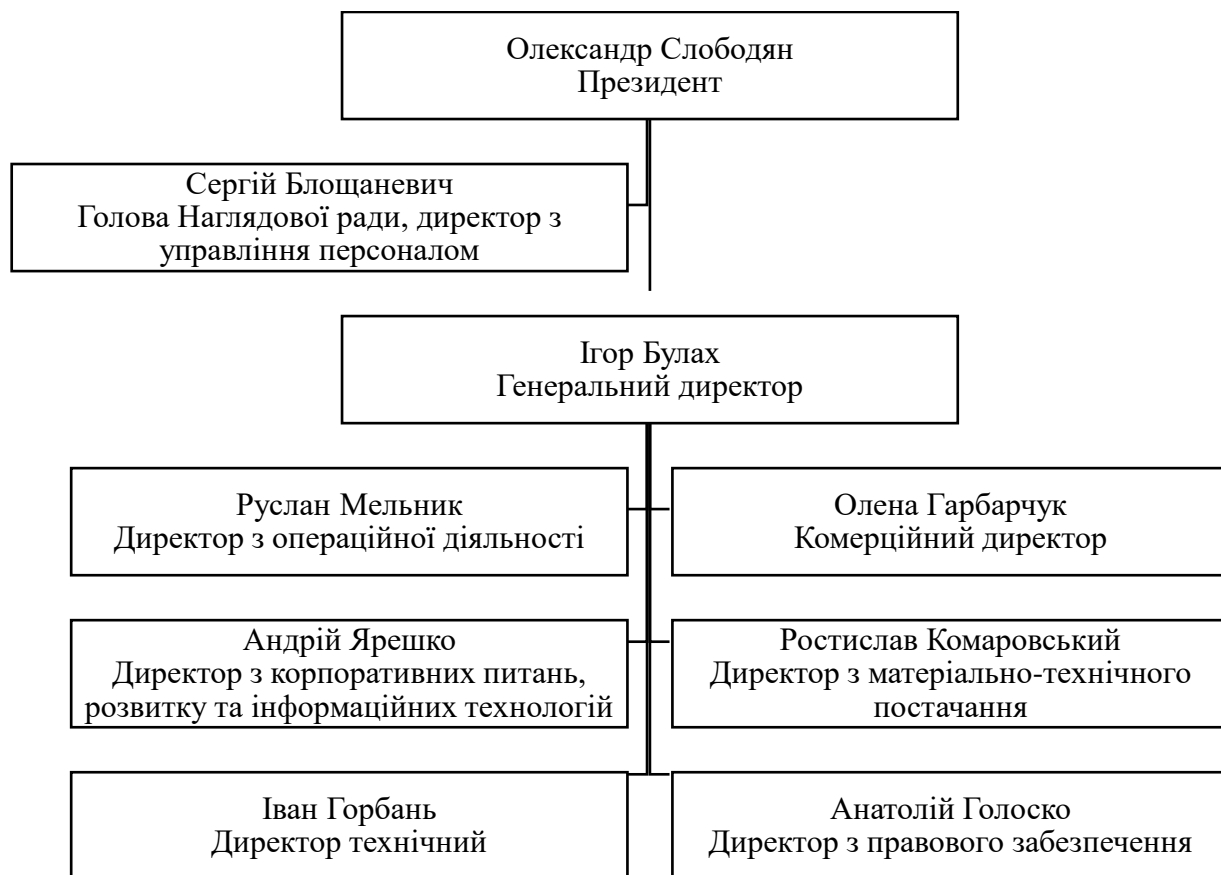 Олександр Слободян
Президент
Сергій Блощаневич
Голова Наглядової ради, директор з
управління персоналом
Ігор Булах
Генеральний директор
Руслан Мельник
Директор з операційної діяльності
Олена Гарбарчук
Комерційний директор
Андрій Ярешко
Директор з корпоративних питань,
розвитку та інформаційних технологій
Ростислав Комаровський
Директор з матеріально-технічного
постачання
Іван Горбань
Директор технічний
Анатолій Голоско
Директор з правового забезпечення